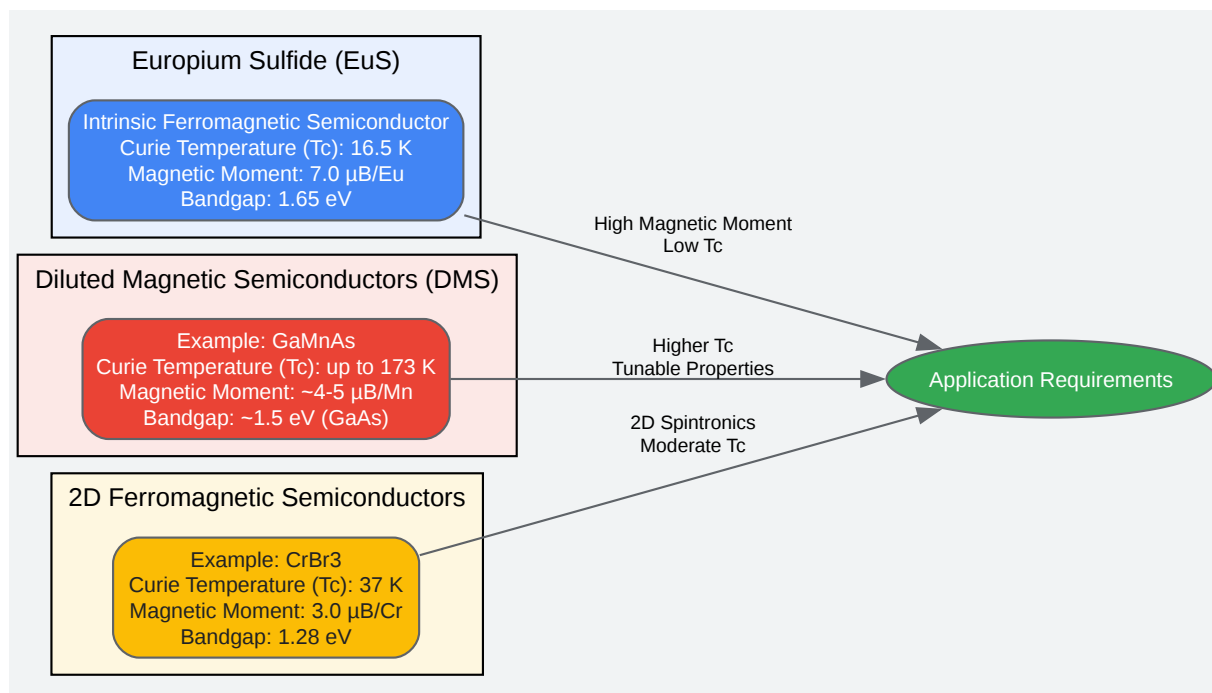 Europium Sulfide (EuS)
Intrinsic Ferromagnetic Semiconductor
Curie Temperature (Tc): 16.5 K
Magnetic Moment: 7.0 µB/Eu
Bandgap: 1.65 eV
High Magnetic Moment
Low Tc
Diluted Magnetic Semiconductors (DMS)
Example: GaMnAs
Curie Temperature (Tc): up to 173 K
Magnetic Moment: ~4-5 µB/Mn
Bandgap: ~1.5 eV (GaAs)
Higher Tc
Tunable Properties
Application Requirements
2D Spintronics
Moderate Tc
2D Ferromagnetic Semiconductors
Example: CrBr3
Curie Temperature (Tc): 37 K
Magnetic Moment: 3.0 µB/Cr
Bandgap: 1.28 eV